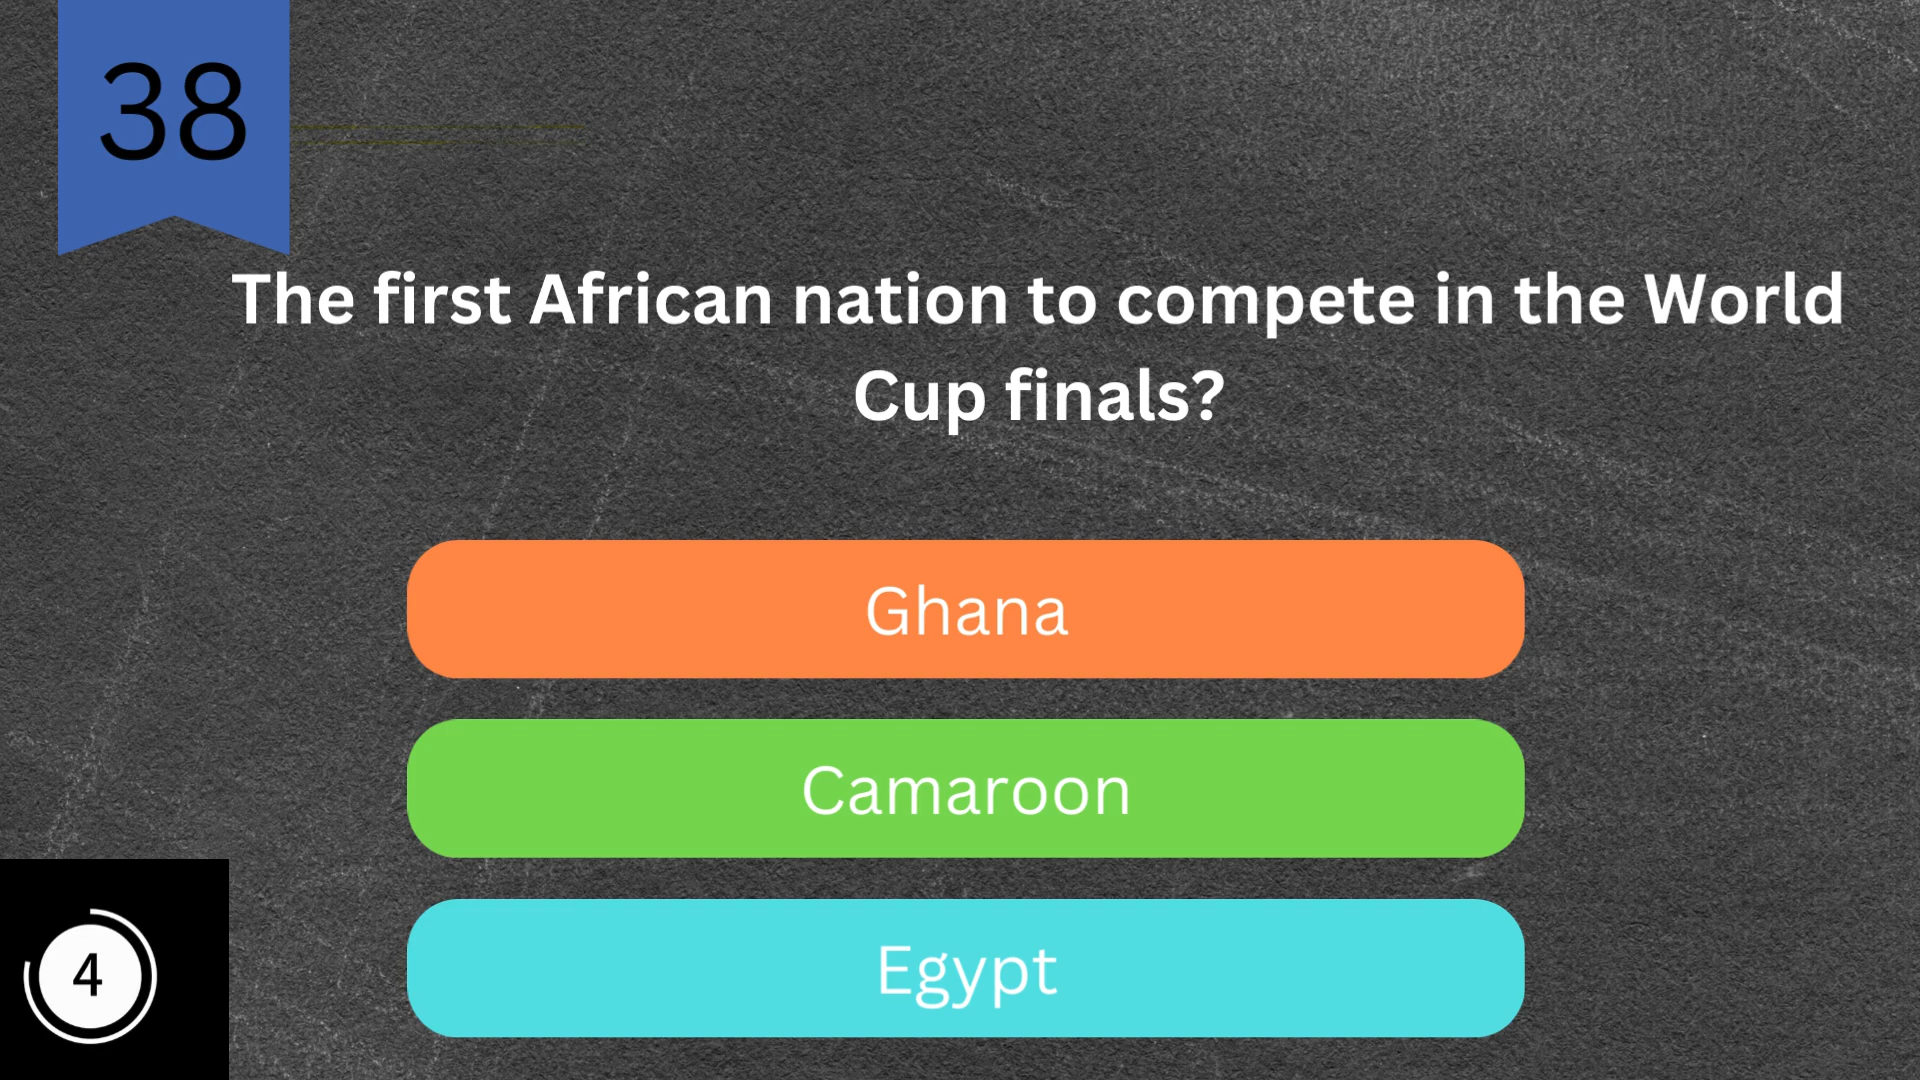 38
The first African nation to compete in the World
Cup finals?
Ghana
Camaroon
Egypt
4